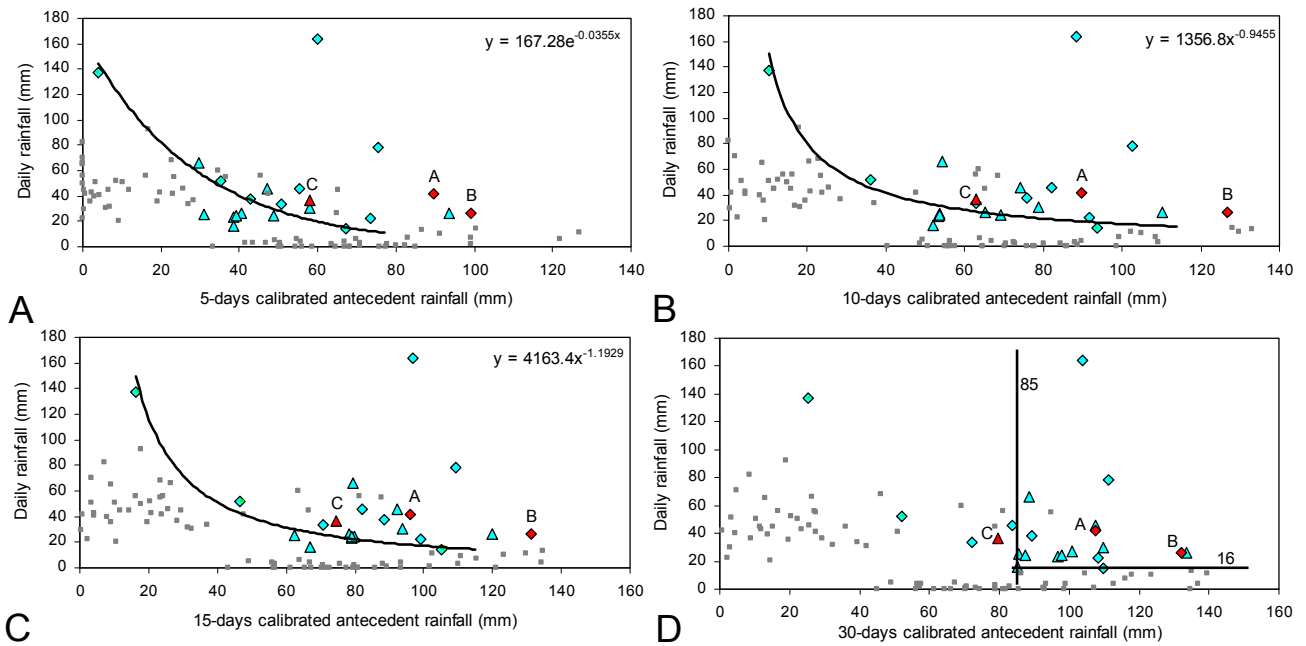 180
160
140
120
100
80
60
40
20
0
Daily rainfall (mm)
y = 167.28e^-0.0355x
C
A
B
0 20 40 60 80 100 120 140
5-days calibrated antecedent rainfall (mm)
A
180
160
140
120
100
80
60
40
20
0
Daily rainfall (mm)
y = 1356.8x^-0.9455
C
A
B
0 20 40 60 80 100 120 140
10-days calibrated antecedent rainfall (mm)
B
180
160
140
120
100
80
60
40
20
0
Daily rainfall (mm)
y = 4163.4x^-1.1929
C
A
B
0 20 40 60 80 100 120 140 160
15-days calibrated antecedent rainfall (mm)
C
180
160
140
120
100
80
60
40
20
0
Daily rainfall (mm)
85
C
A
B
16
0 20 40 60 80 100 120 140 160
30-days calibrated antecedent rainfall (mm)
D